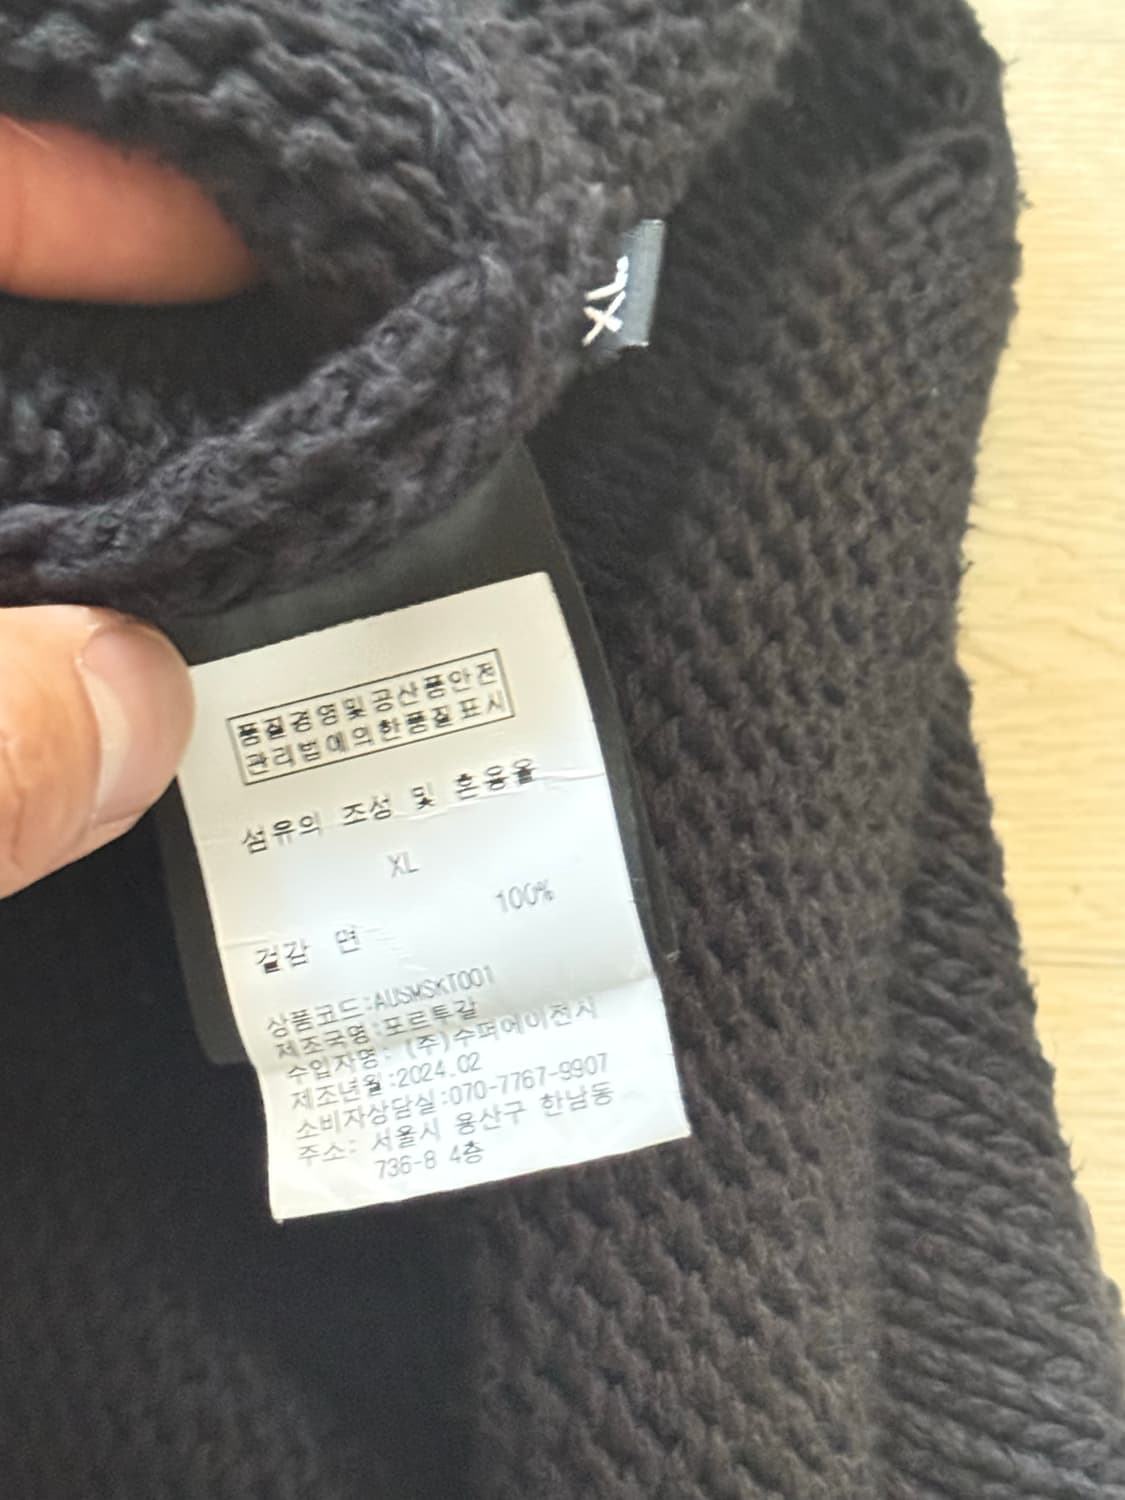 XL
품질경영및공산품안전
관리법에의한품질표시
섬유의 조성 및 혼용율
XL
100%
겉감 면
상품코드:AUSMSKT001
제조국명:포르투갈
수입자명: (주)수퍼에이전시
제조년월:2024.02
소비자상담실:070-7767-9907
주소: 서울시 용산구 한남동
736-8 4층